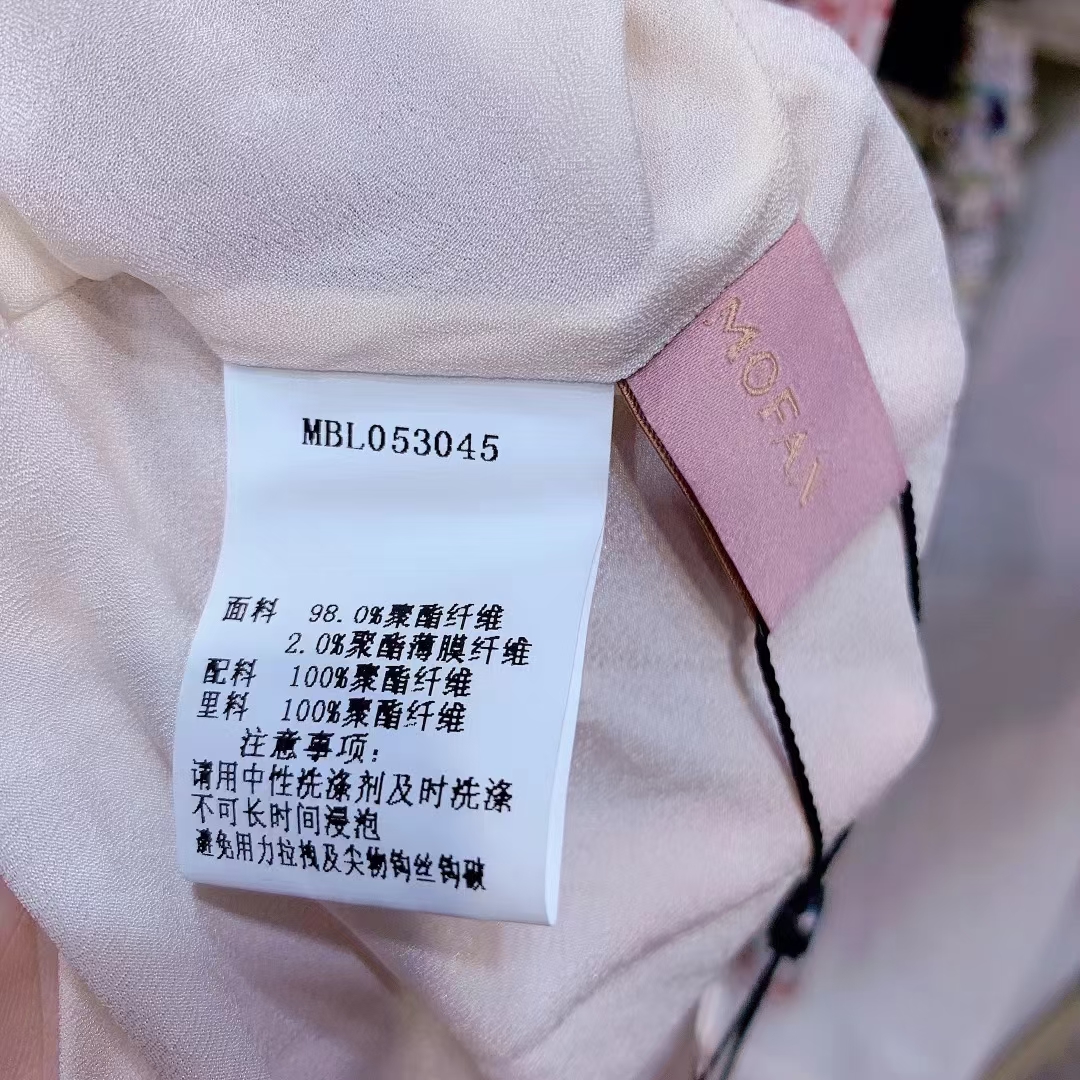 MBL053045
面料 98.0%聚酯纤维
2.0%聚酯薄膜纤维
配料 100%聚酯纤维
里料 100%聚酯纤维
注意事项:
请用中性洗涤剂及时洗涤
不可长时间浸泡
避免用力拉拽及尖物钩丝钩破
MOFAN